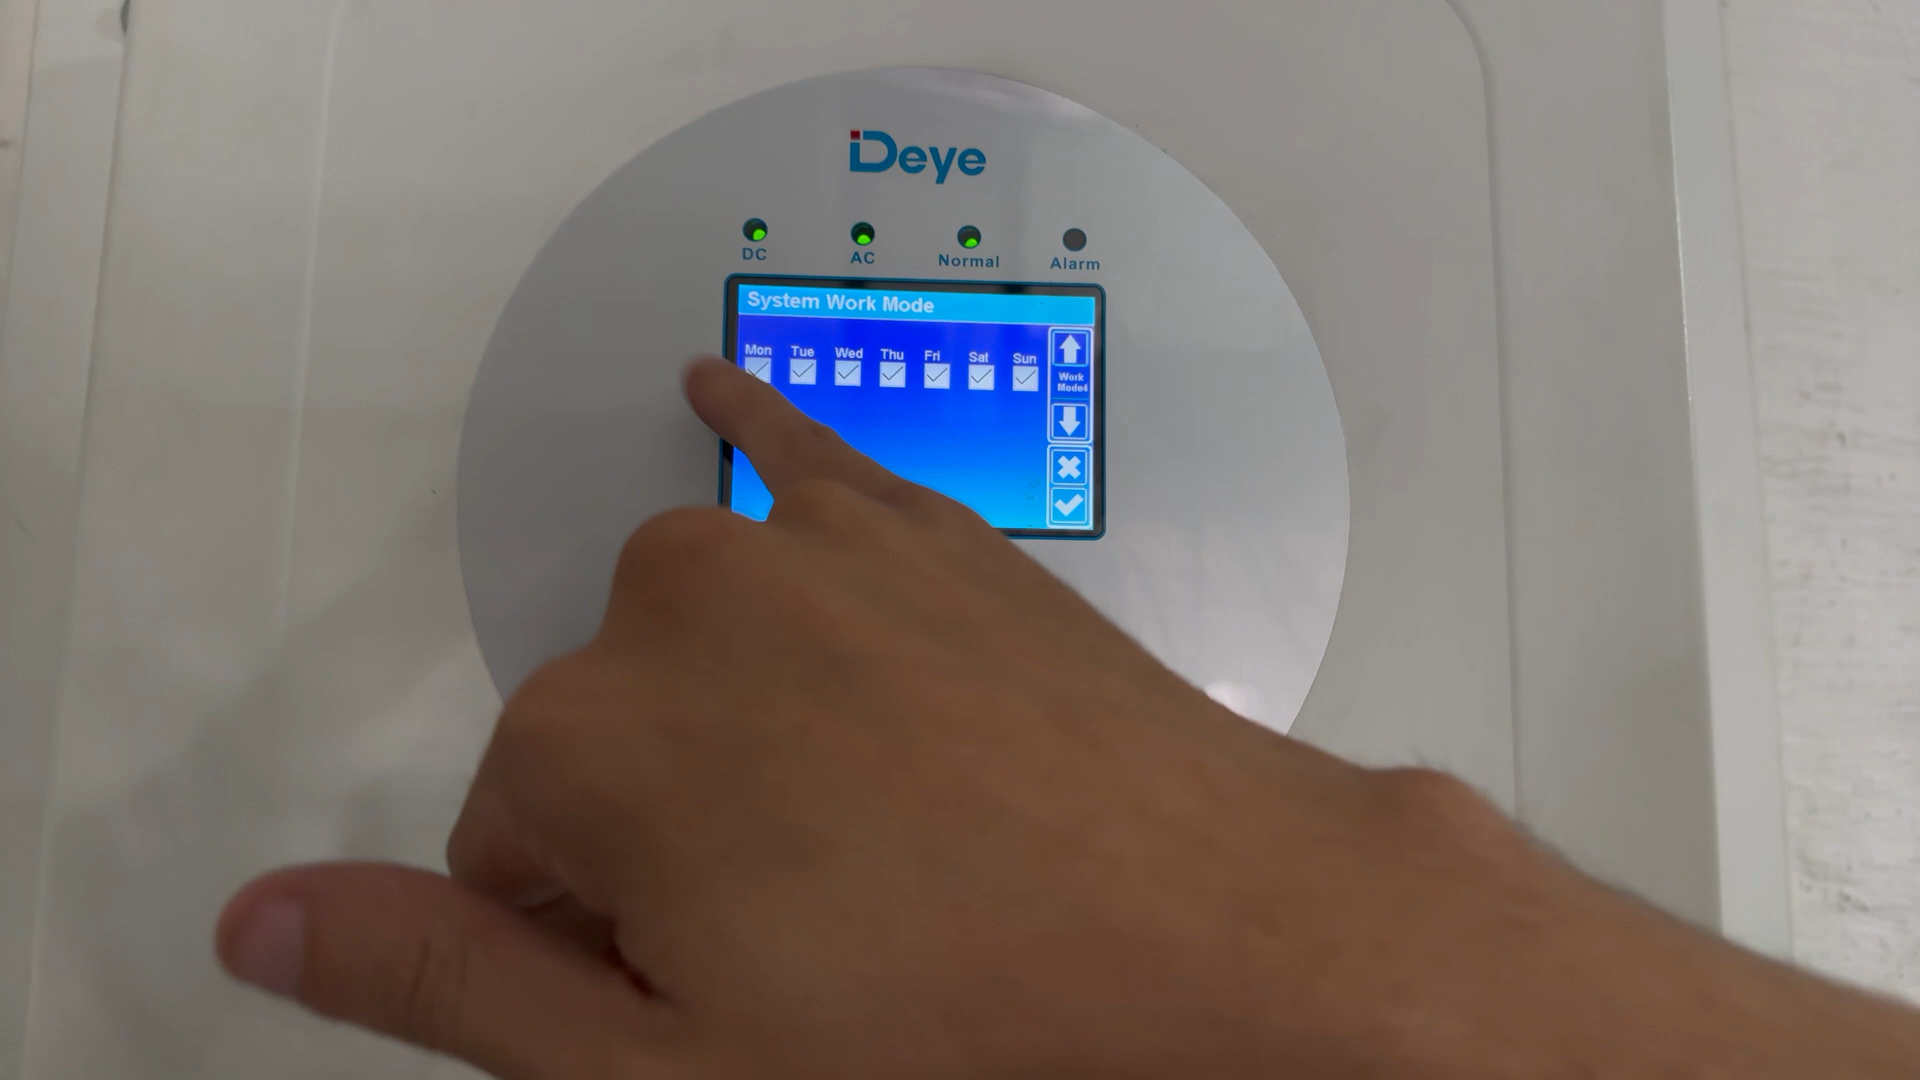 Deye
DC AC Normal Alarm
System Work Mode
Mon Tue Wed Thu Fri Sat Sun
Work
Mode4